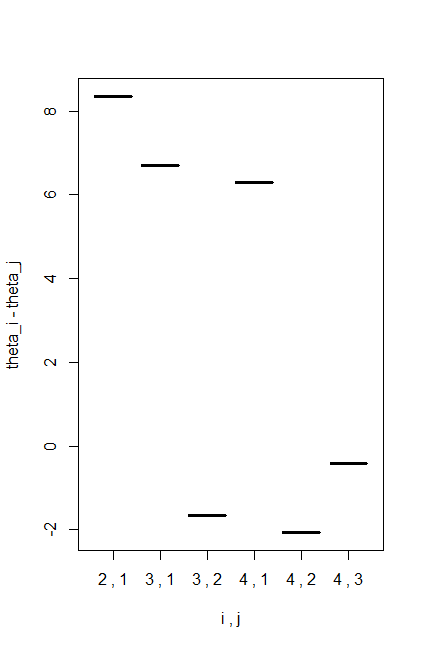 theta_i - theta_j
8
6
4
2
0
-2
2 , 1 3 , 1 3 , 2 4 , 1 4 , 2 4 , 3
i , j